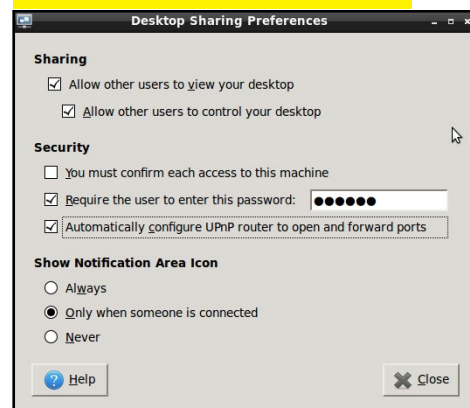 Desktop Sharing Preferences
Sharing
Allow other users to view your desktop
Allow other users to control your desktop
Security
You must confirm each access to this machine
Require the user to enter this password: ●●●●●●
Automatically configure UPnP router to open and forward ports
Show Notification Area Icon
Always
Only when someone is connected
Never
Help Close